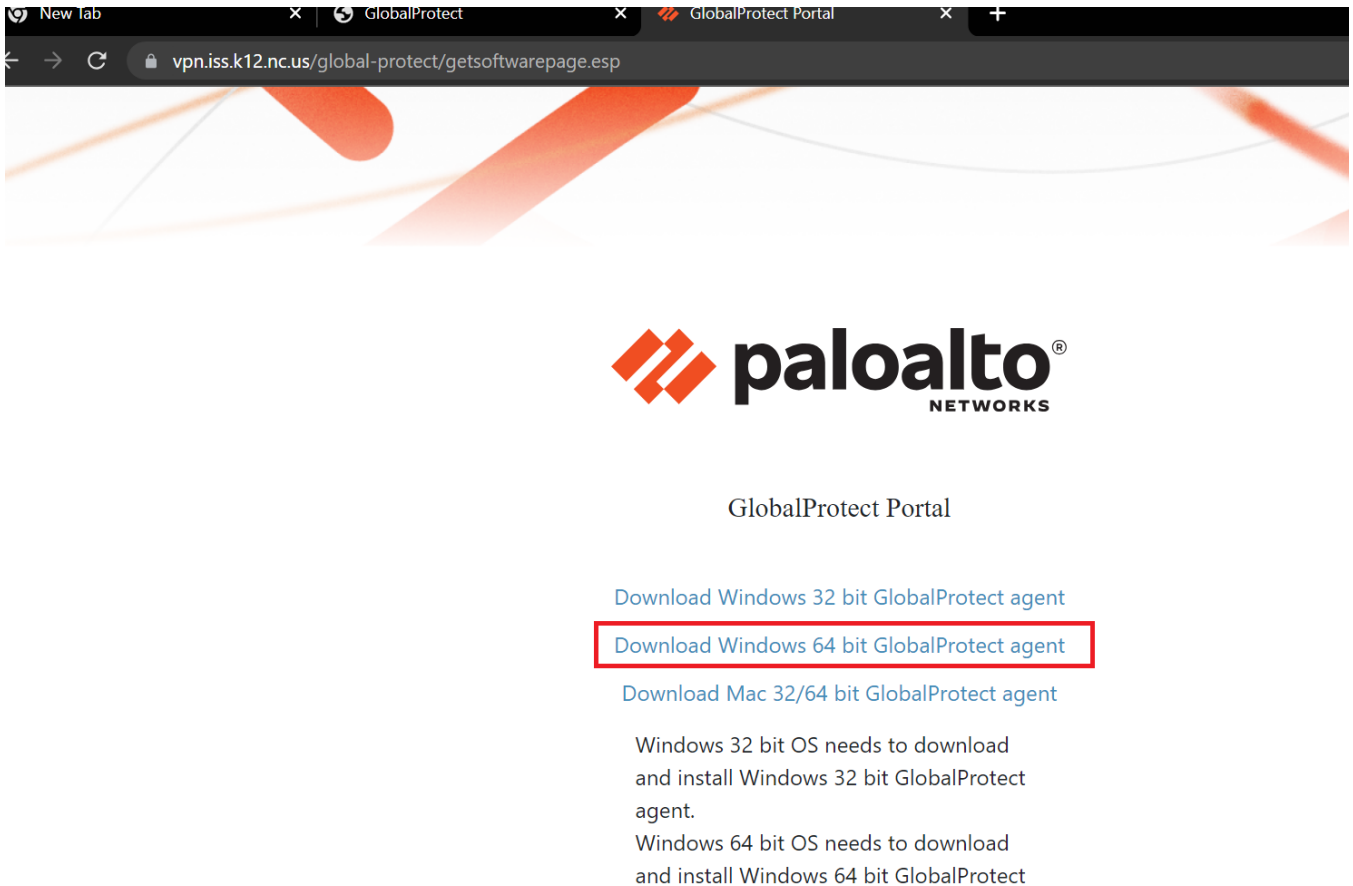 New Tab
GlobalProtect
GlobalProtect Portal
vpn.iss.k12.nc.us/global-protect/getsoftwarepage.esp
paloalto®
NETWORKS
GlobalProtect Portal
Download Windows 32 bit GlobalProtect agent
Download Windows 64 bit GlobalProtect agent
Download Mac 32/64 bit GlobalProtect agent
Windows 32 bit OS needs to download
and install Windows 32 bit GlobalProtect
agent.
Windows 64 bit OS needs to download
and install Windows 64 bit GlobalProtect